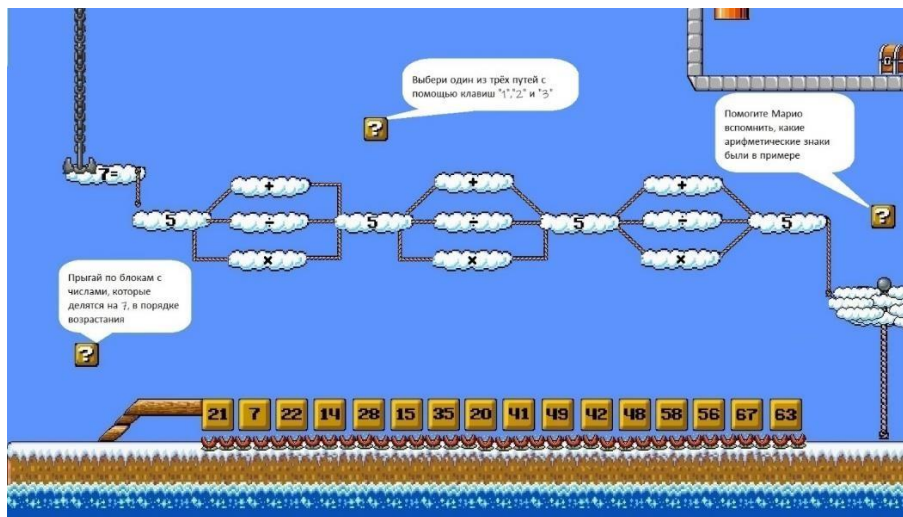 Выбери один из трёх путей с
помощью клавиш "1","2" и "3"
Помогите Марио
вспомнить, какие
арифметические знаки
были в примере
7=
5 + 5 + 5 + 5
÷ ÷ ÷
× × ×
Прыгай по блокам с
числами, которые
делятся на 7, в порядке
возрастания
21 7 22 14 28 15 35 20 41 49 42 48 58 56 67 63